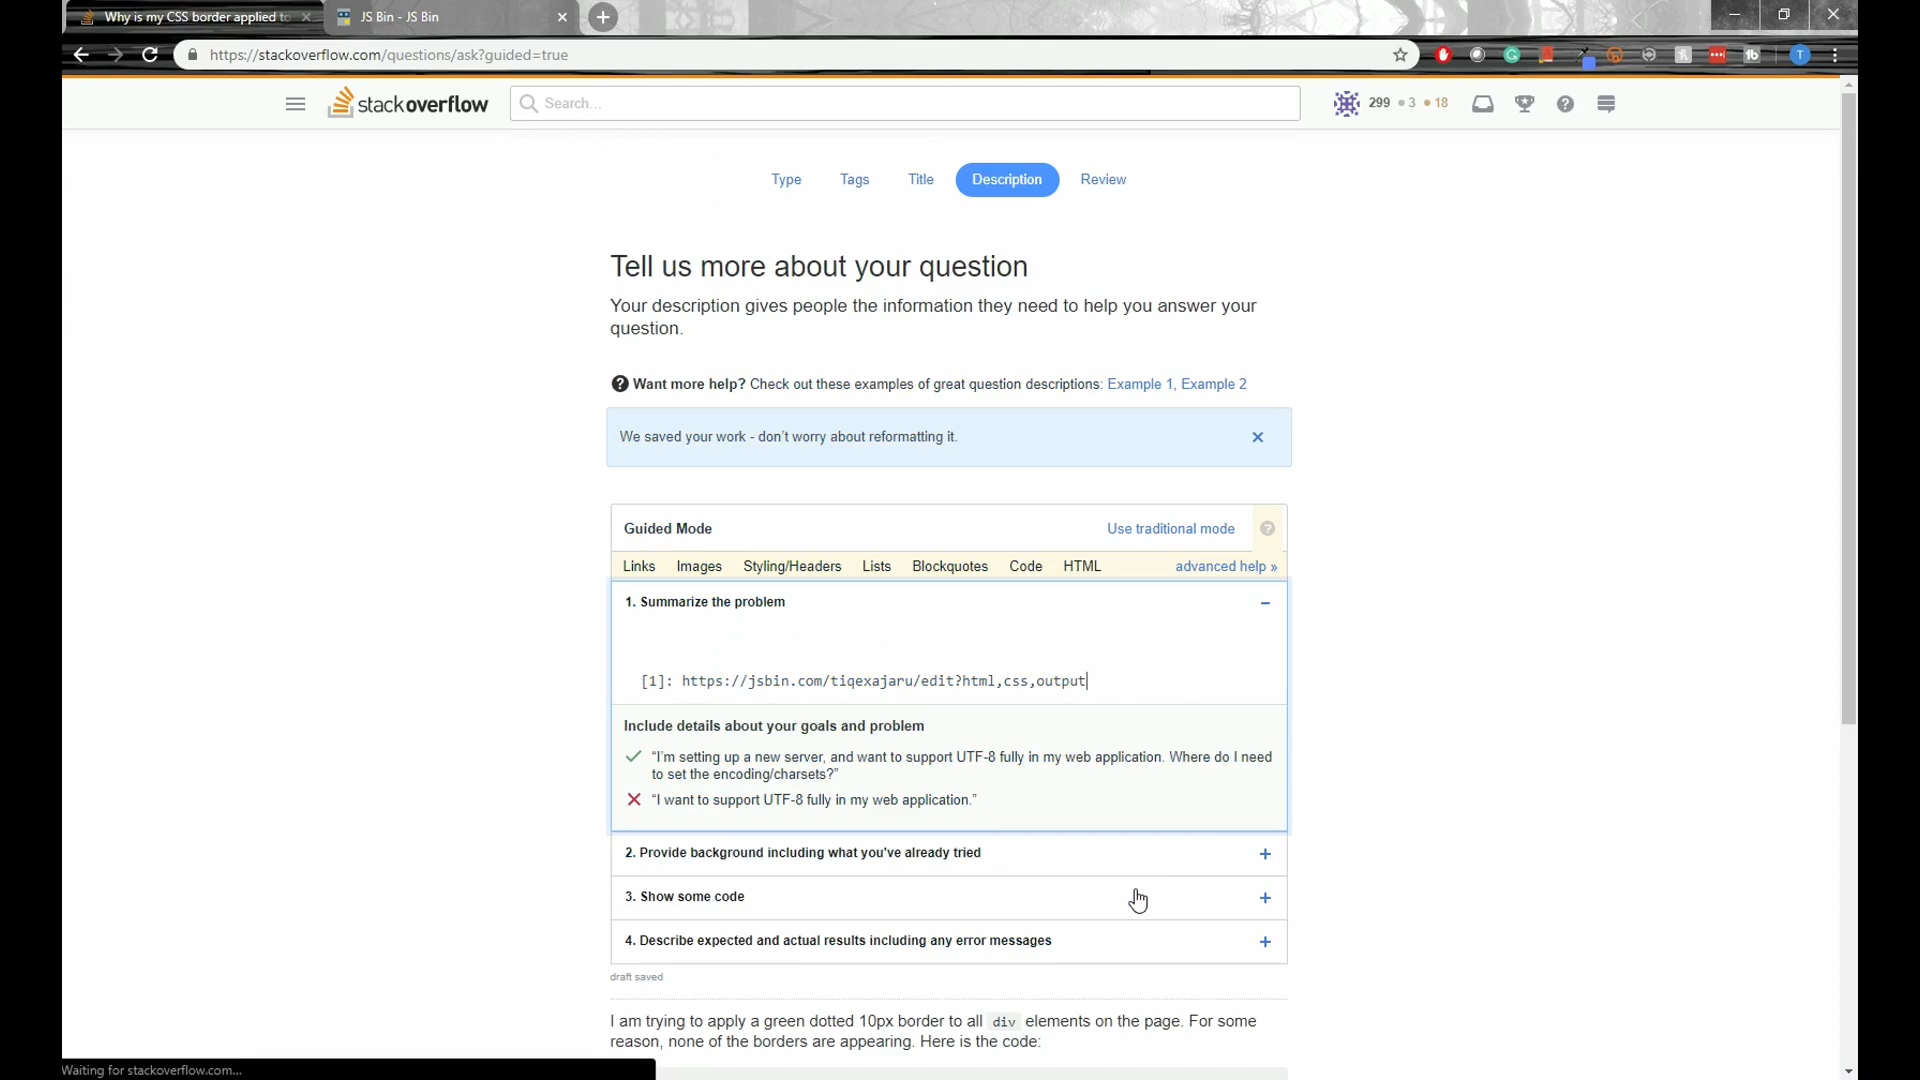 Why is my CSS border applied to
JS Bin - JS Bin
https://stackoverflow.com/questions/ask?guided=true
stackoverflow
Search...
299 3 18
Type Tags Title Description Review
Tell us more about your question
Your description gives people the information they need to help you answer your
question.
Want more help? Check out these examples of great question descriptions: Example 1, Example 2
We saved your work - don't worry about reformatting it.
Guided Mode
Use traditional mode
Links Images Styling/Headers Lists Blockquotes Code HTML advanced help »
1. Summarize the problem
[1]: https://jsbin.com/tiqexajaru/edit?html,css,output
Include details about your goals and problem
“I'm setting up a new server, and want to support UTF-8 fully in my web application. Where do I need
to set the encoding/charsets?”
“I want to support UTF-8 fully in my web application.”
2. Provide background including what you've already tried
3. Show some code
4. Describe expected and actual results including any error messages
draft saved
I am trying to apply a green dotted 10px border to all div elements on the page. For some
reason, none of the borders are appearing. Here is the code:
Waiting for stackoverflow.com...